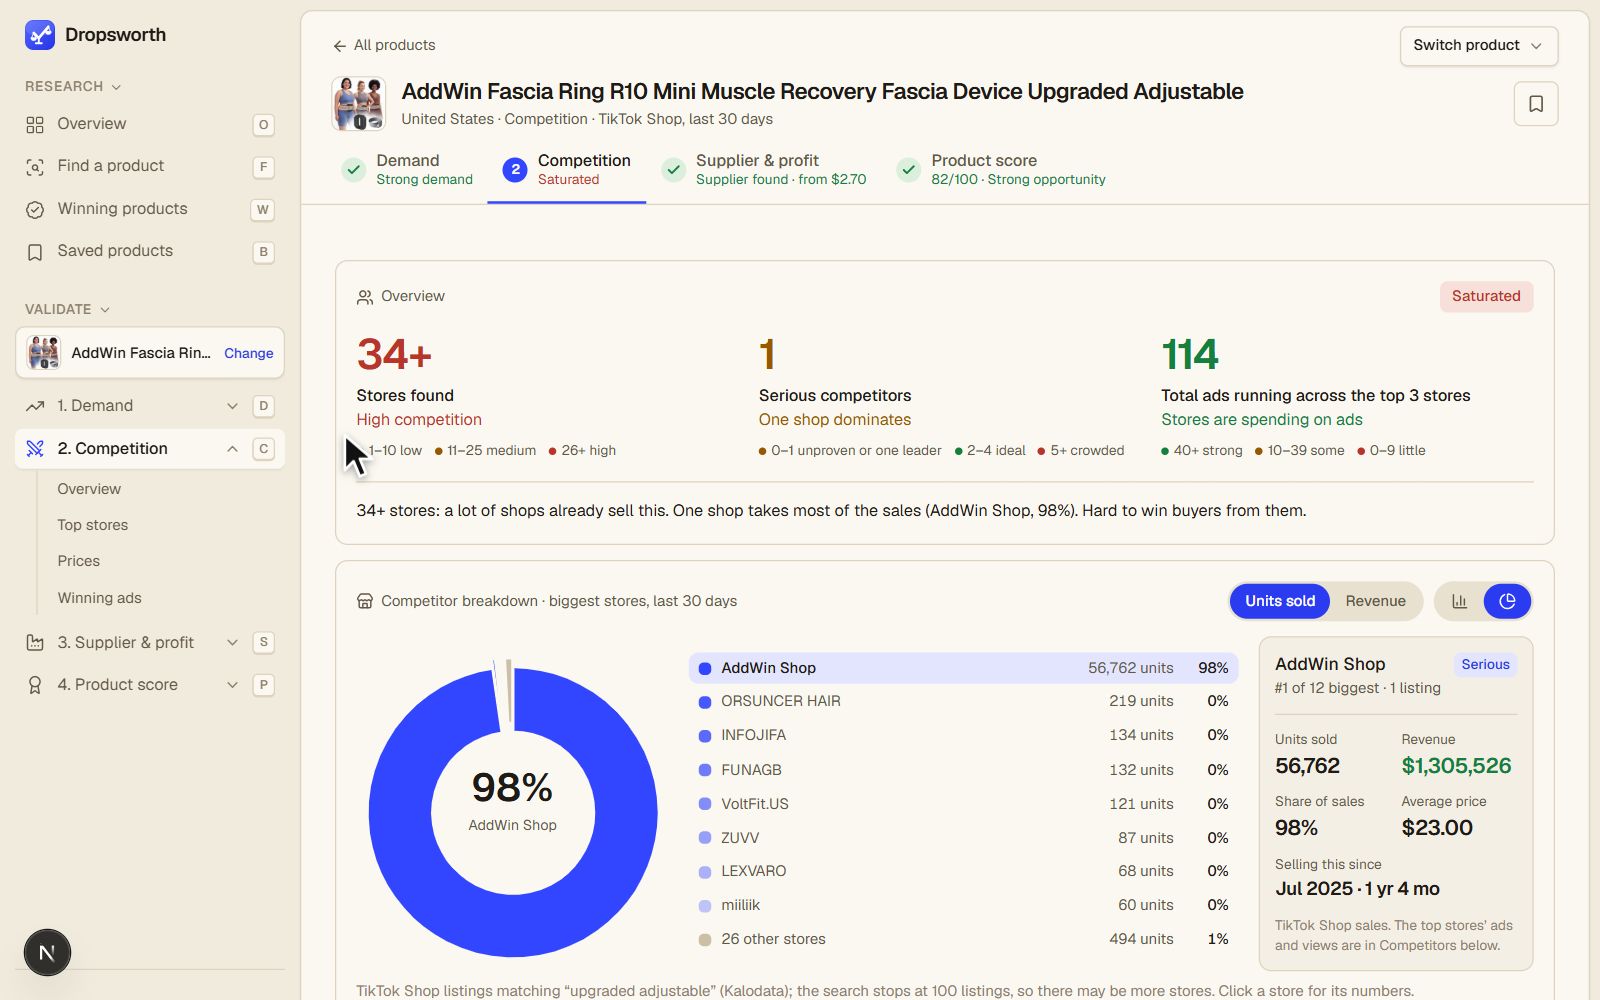 Dropsworth
RESEARCH
Overview O
Find a product F
Winning products W
Saved products B
VALIDATE
AddWin Fascia Rin... Change
1. Demand D
2. Competition C
Overview
Top stores
Prices
Winning ads
3. Supplier & profit S
4. Product score P
N
All products
Switch product
AddWin Fascia Ring R10 Mini Muscle Recovery Fascia Device Upgraded Adjustable
United States · Competition · TikTok Shop, last 30 days
Demand
Strong demand
2 Competition
Saturated
Supplier & profit
Supplier found · from $2.70
Product score
82/100 · Strong opportunity
Overview
Saturated
34+
Stores found
High competition
1–10 low 11–25 medium 26+ high
1
Serious competitors
One shop dominates
0–1 unproven or one leader 2–4 ideal 5+ crowded
114
Total ads running across the top 3 stores
Stores are spending on ads
40+ strong 10–39 some 0–9 little
34+ stores: a lot of shops already sell this. One shop takes most of the sales (AddWin Shop, 98%). Hard to win buyers from them.
Competitor breakdown · biggest stores, last 30 days
Units sold Revenue
98%
AddWin Shop
AddWin Shop 56,762 units 98%
ORSUNCER HAIR 219 units 0%
INFOJIFA 134 units 0%
FUNAGB 132 units 0%
VoltFit.US 121 units 0%
ZUVV 87 units 0%
LEXVARO 68 units 0%
miiliik 60 units 0%
26 other stores 494 units 1%
AddWin Shop Serious
#1 of 12 biggest · 1 listing
Units sold Revenue
56,762 $1,305,526
Share of sales Average price
98% $23.00
Selling this since
Jul 2025 · 1 yr 4 mo
TikTok Shop sales. The top stores’ ads
and views are in Competitors below.
TikTok Shop listings matching “upgraded adjustable” (Kalodata); the search stops at 100 listings, so there may be more stores. Click a store for its numbers.